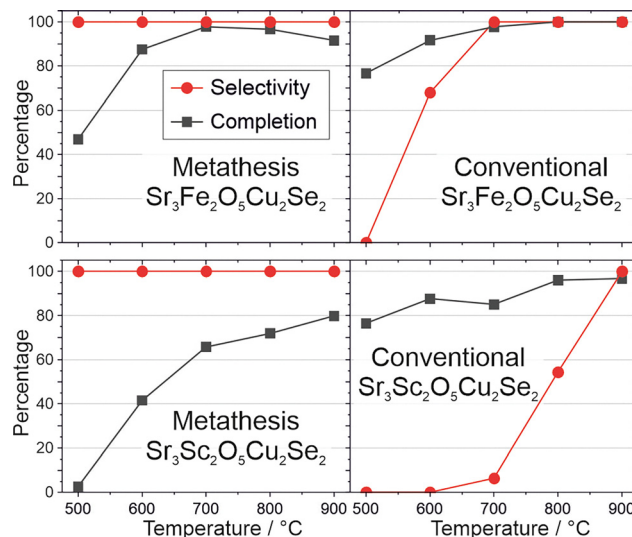 100
80
60
40
20
0
Percentage
Selectivity
Completion
Metathesis
Sr₃Fe₂O₅Cu₂Se₂
Conventional
Sr₃Fe₂O₅Cu₂Se₂
100
80
60
40
20
0
Percentage
Metathesis
Sr₃Sc₂O₅Cu₂Se₂
Conventional
Sr₃Sc₂O₅Cu₂Se₂
500 600 700 800 900 500 600 700 800 900
Temperature / °C Temperature / °C